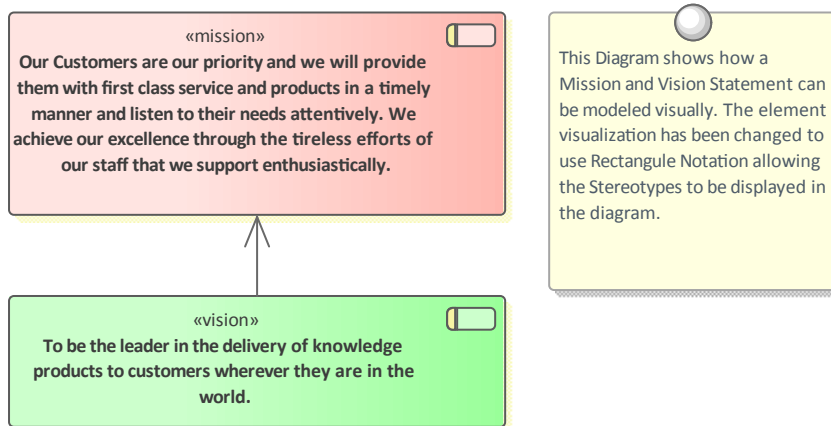 «mission»
Our Customers are our priority and we will provide
them with first class service and products in a timely
manner and listen to their needs attentively. We
achieve our excellence through the tireless efforts of
our staff that we support enthusiastically.
«vision»
To be the leader in the delivery of knowledge
products to customers wherever they are in the
world.
This Diagram shows how a
Mission and Vision Statement can
be modeled visually. The element
visualization has been changed to
use Rectangule Notation allowing
the Stereotypes to be displayed in
the diagram.